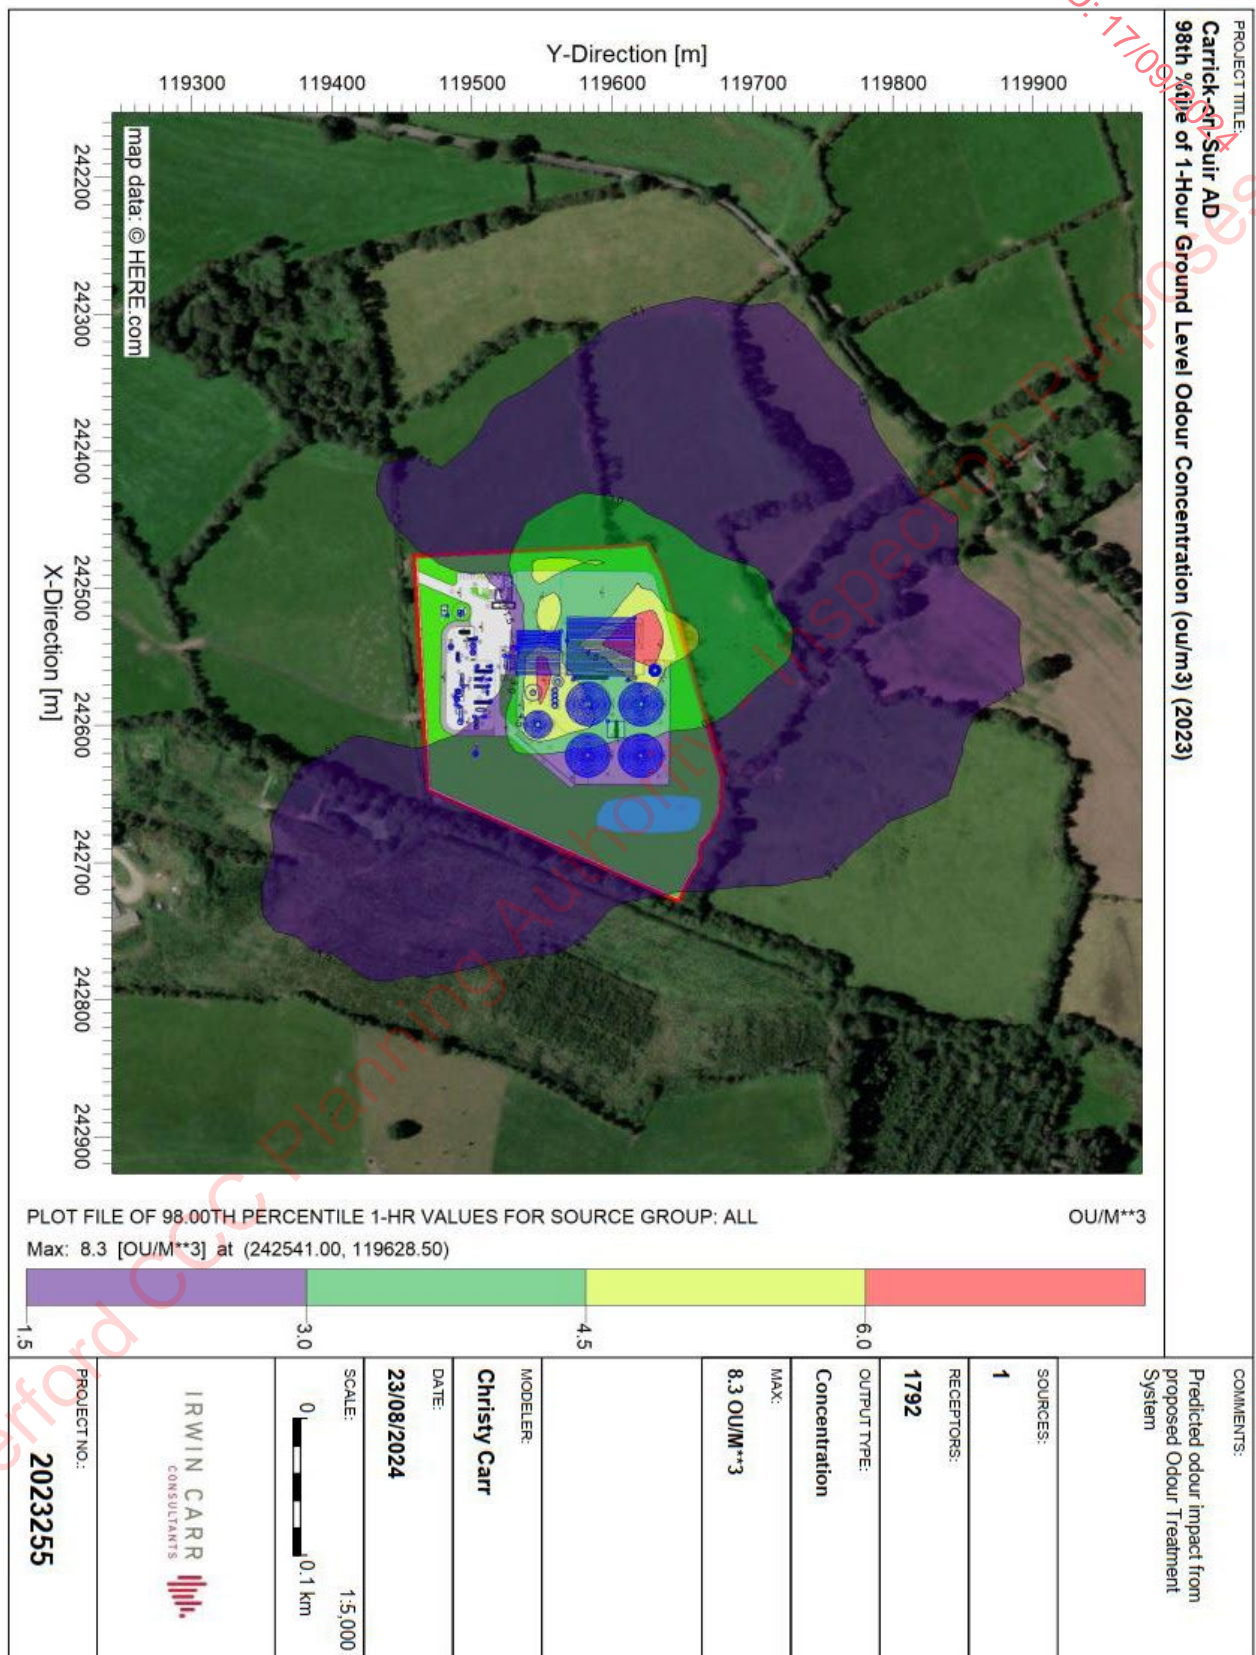 PROJECT TITLE:
Carrick-on-Suir AD
98th %tile of 1-Hour Ground Level Odour Concentration (ou/m3) (2023)
Y-Direction [m]
119300
119400
119500
119600
119700
119800
119900
map data: © HERE.com
242200
242300
242400
242500
242600
242700
242800
242900
X-Direction [m]
PLOT FILE OF 98.00TH PERCENTILE 1-HR VALUES FOR SOURCE GROUP: ALL
OU/M**3
Max: 8.3 [OU/M**3] at (242541.00, 119628.50)
1.5
3.0
4.5
6.0
COMMENTS:
Predicted odour impact from
proposed Odour Treatment
System
SOURCES:
1
RECEPTORS:
1792
OUTPUT TYPE:
Concentration
MAX:
8.3 OU/M**3
MODELER:
Christy Carr
DATE:
23/08/2024
SCALE:
1:5,000
0
0.1 km
IRWIN CARR
CONSULTANTS
PROJECT NO.:
2023255
CCC Planning Authority Inspection Purposes
17/09/2024